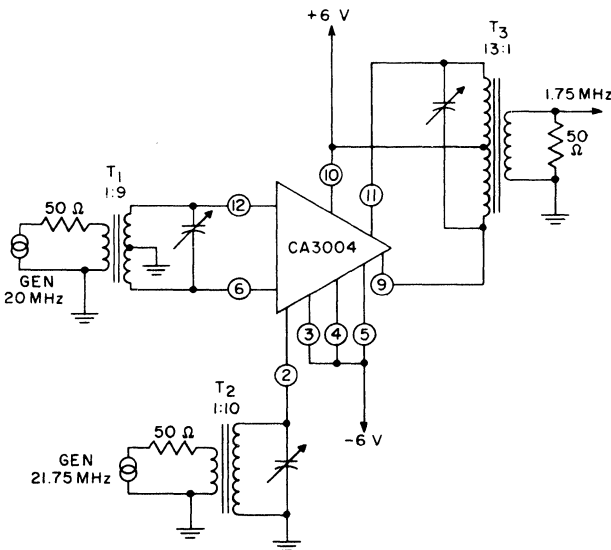 +6 V
T3
13:1
1.75 MHz
50
Ω
10
11
T1
1:9
50 Ω
12
CA3004
GEN
20 MHz
6
9
3
4
5
2
T2
1:10
-6 V
50 Ω
GEN
21.75 MHz